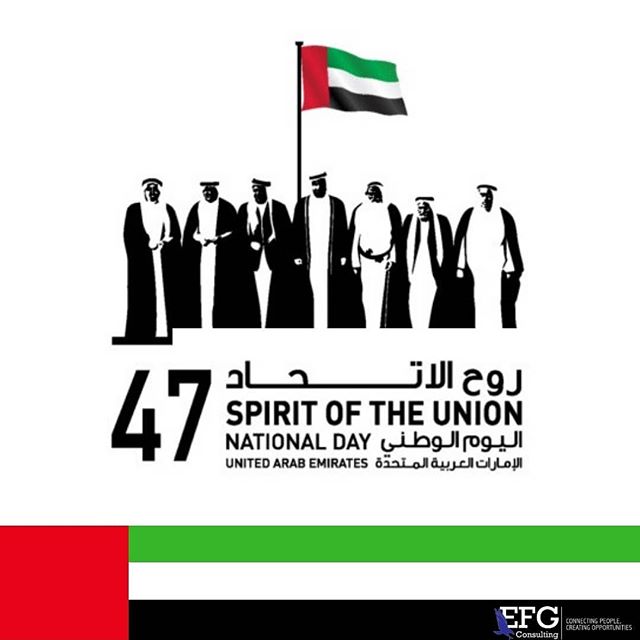 47
روح الاتـــحـــاد
SPIRIT OF THE UNION
NATIONAL DAY اليوم الوطني
UNITED ARAB EMIRATES الإمارات العربية المتحدة
EFG
Consulting
CONNECTING PEOPLE,
CREATING OPPORTUNITIES